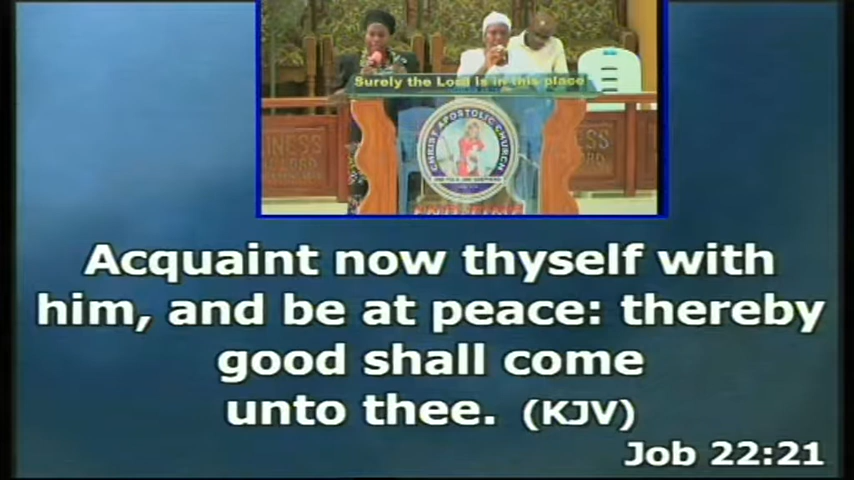 Surely the Lord is in this place
CHRIST APOSTOLIC CHURCH
Acquaint now thyself with
him, and be at peace: thereby
good shall come
unto thee. (KJV)
Job 22:21